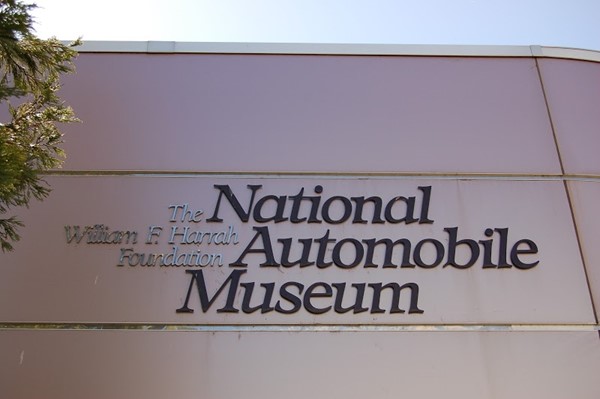 The National
William F. Harrah Automobile
Foundation Museum